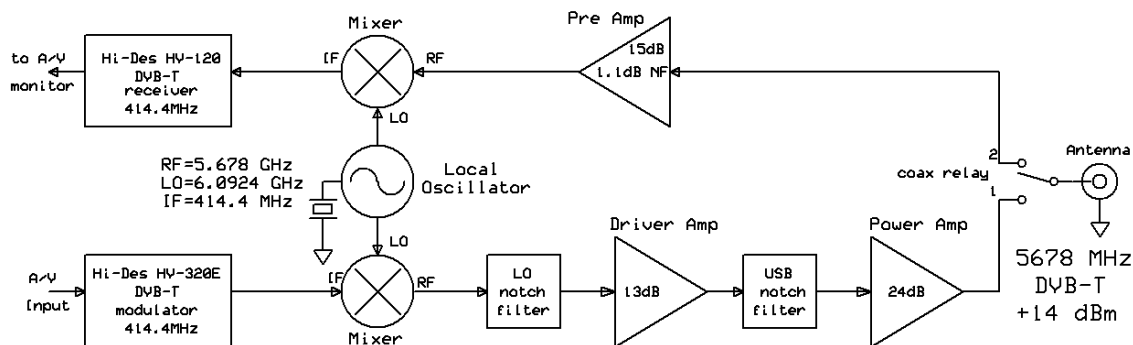 Mixer
Pre Amp
to A/V
monitor
Hi-Des HV-120
DVB-T
receiver
414.4MHz
IF
RF
15dB
1.1dB NF
LO
RF=5.678 GHz
LO=6.0924 GHz
IF=414.4 MHz
Local
Oscillator
2
coax relay
1
Antenna
LO
Driver Amp
Power Amp
A/V
Input
Hi-Des HV-320E
DVB-T
modulator
414.4MHz
IF
RF
Mixer
LO
notch
filter
13dB
USB
notch
filter
24dB
5678 MHz
DVB-T
+14 dBm